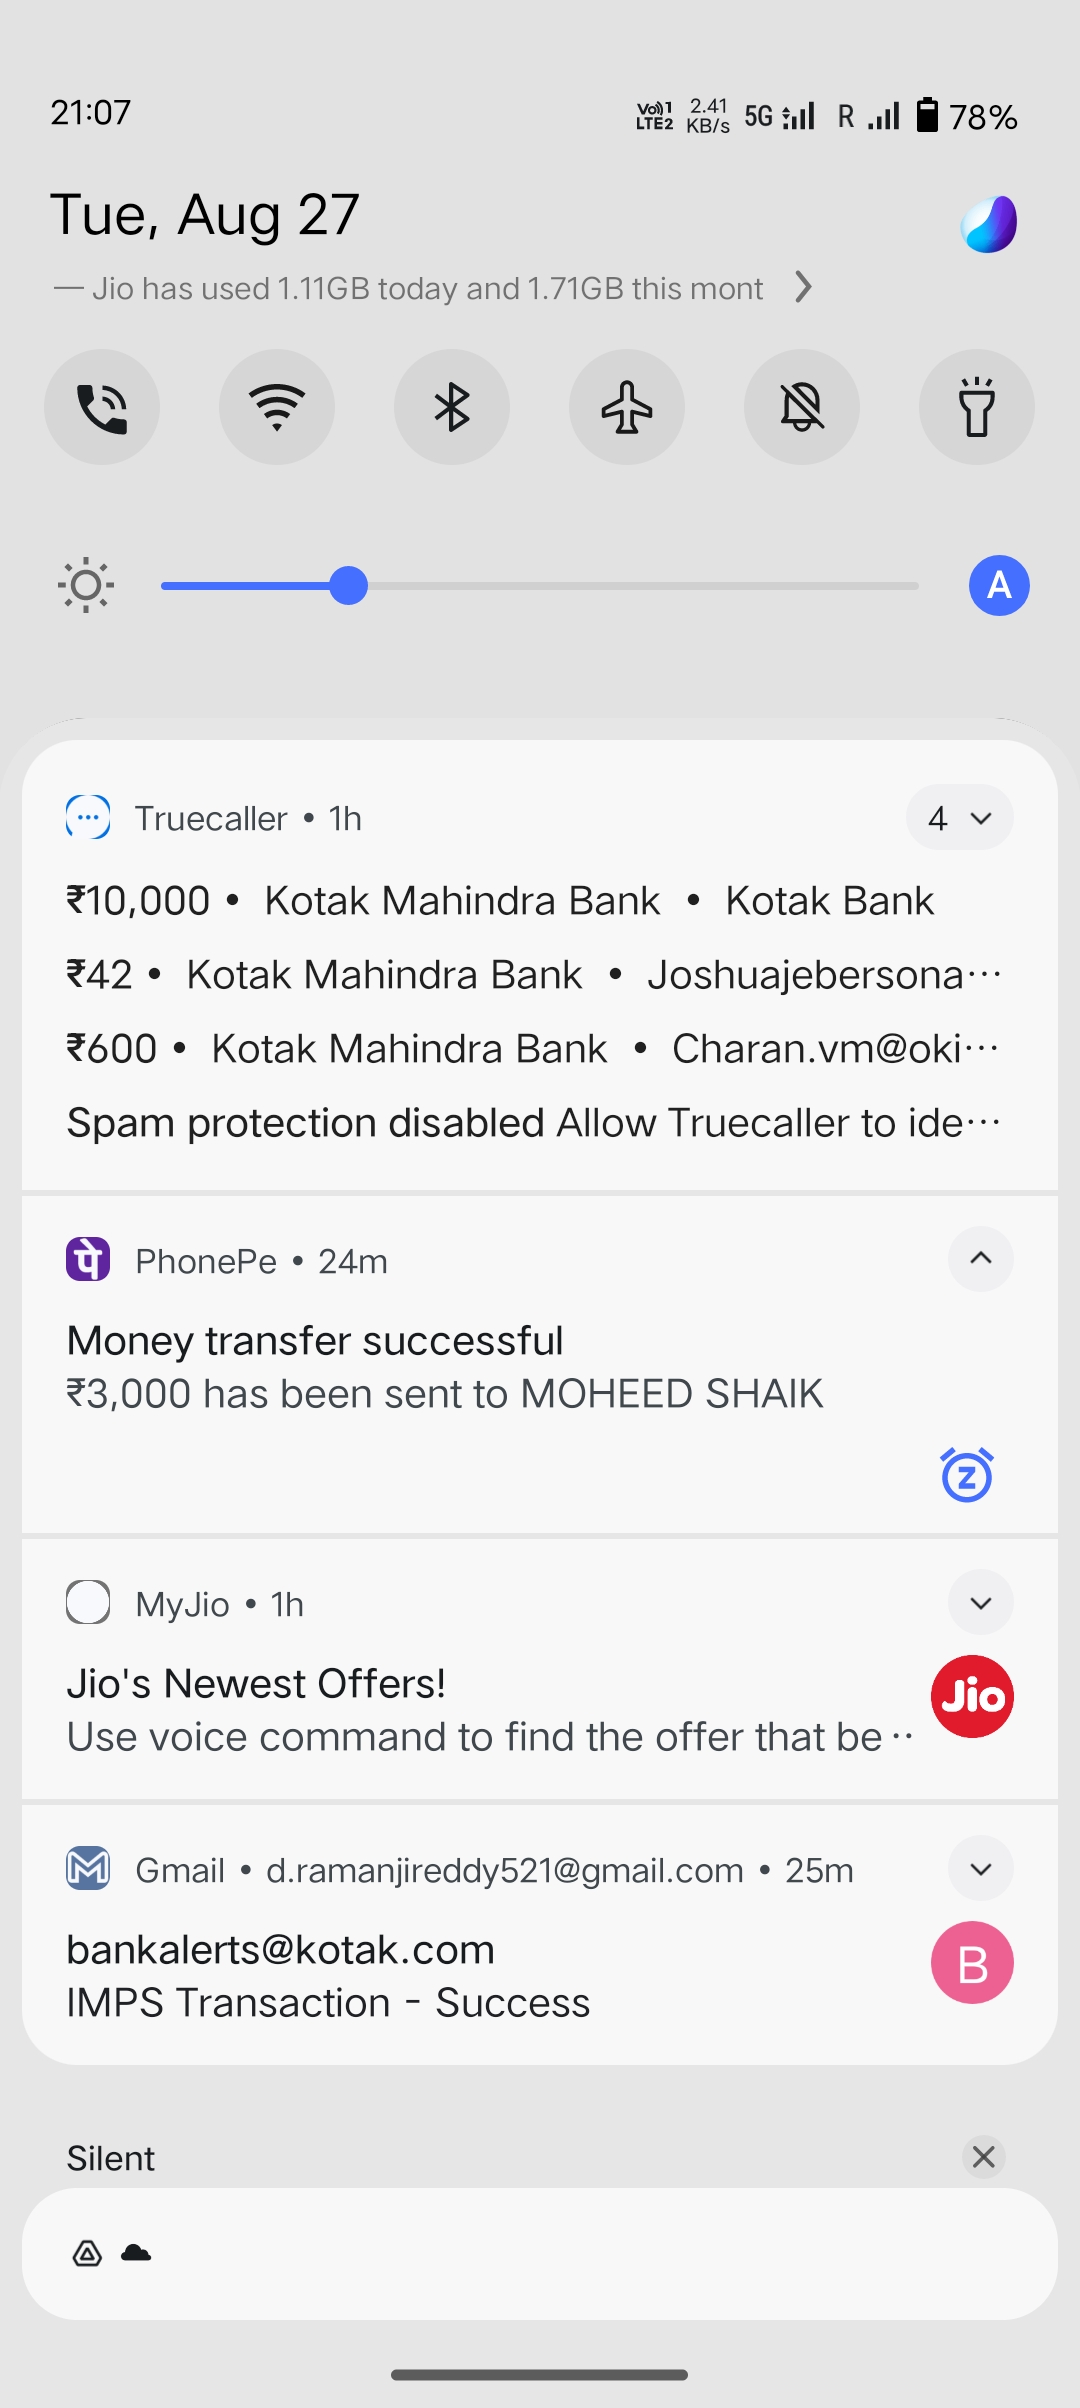 21:07
Vo)) 1 LTE2 2.41 KB/s 5G R 78%
Tue, Aug 27
— Jio has used 1.11GB today and 1.71GB this mont
A
Truecaller • 1h
4
₹10,000 • Kotak Mahindra Bank • Kotak Bank
₹42 • Kotak Mahindra Bank • Joshuajebersona···
₹600 • Kotak Mahindra Bank • Charan.vm@oki···
Spam protection disabled Allow Truecaller to ide···
पे PhonePe • 24m
Money transfer successful
₹3,000 has been sent to MOHEED SHAIK
z
MyJio • 1h
Jio's Newest Offers!
Jio
Use voice command to find the offer that be··
M Gmail • d.ramanjireddy521@gmail.com • 25m
bankalerts@kotak.com
B
IMPS Transaction - Success
Silent